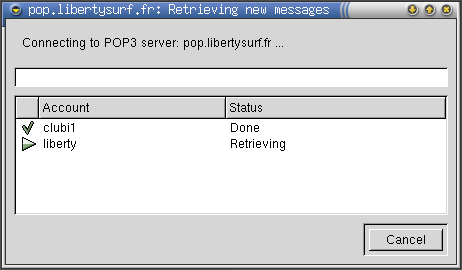 pop.libertysurf.fr: Retrieving new messages
Connecting to POP3 server: pop.libertysurf.fr ...
Account Status
clubi1 Done
liberty Retrieving
Cancel